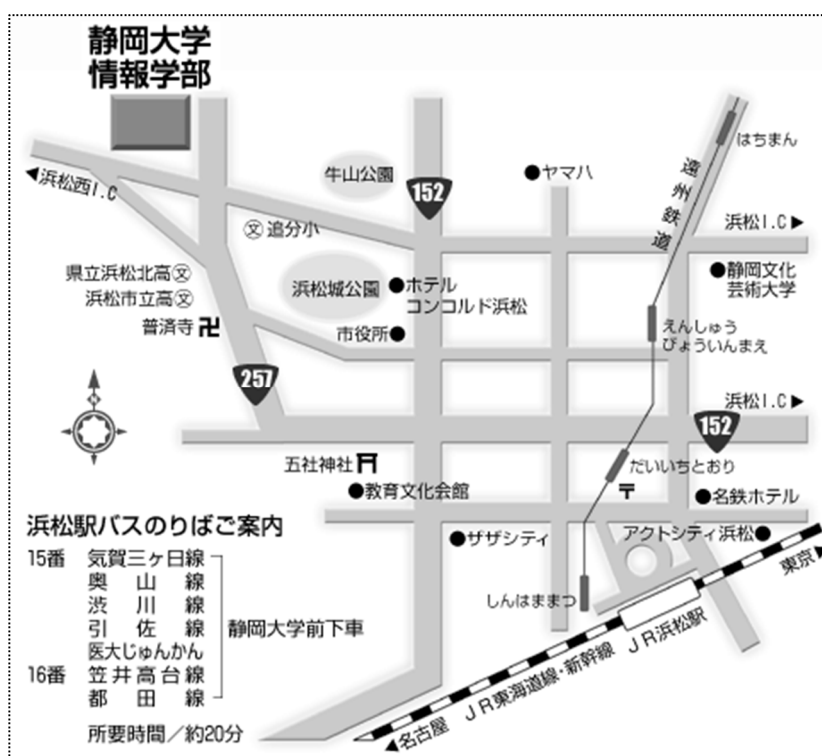 静岡大学
情報学部
はちまん
牛山公園
ヤマハ
遠州鉄道
152
◀浜松西I.C
文 追分小
浜松I.C▶
県立浜松北高文
浜松市立高文
普済寺卍
浜松城公園
ホテル
コンコルド浜松
静岡文化
芸術大学
市役所
えんしゅう
びょういんまえ
257
N
浜松I.C▶
152
五社神社
だいいちとおり
〒
教育文化会館
名鉄ホテル
ザザシティ
アクトシティ浜松
東京▶
しんはままつ
JR浜松駅
JR東海道線・新幹線
◀名古屋
浜松駅バスのりばご案内
15番 気賀三ヶ日線
奥山線
渋川線
引佐線
静岡大学前下車
医大じゅんかん
16番 笠井高台線
都田線
所要時間/約20分